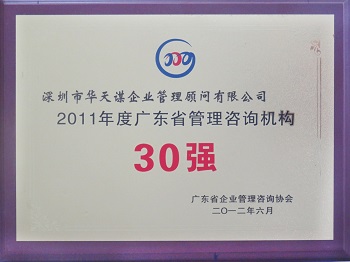 深圳市华天谋企业管理顾问有限公司
2011年度广东省管理咨询机构
30强
广东省企业管理咨询协会
二〇一二年六月